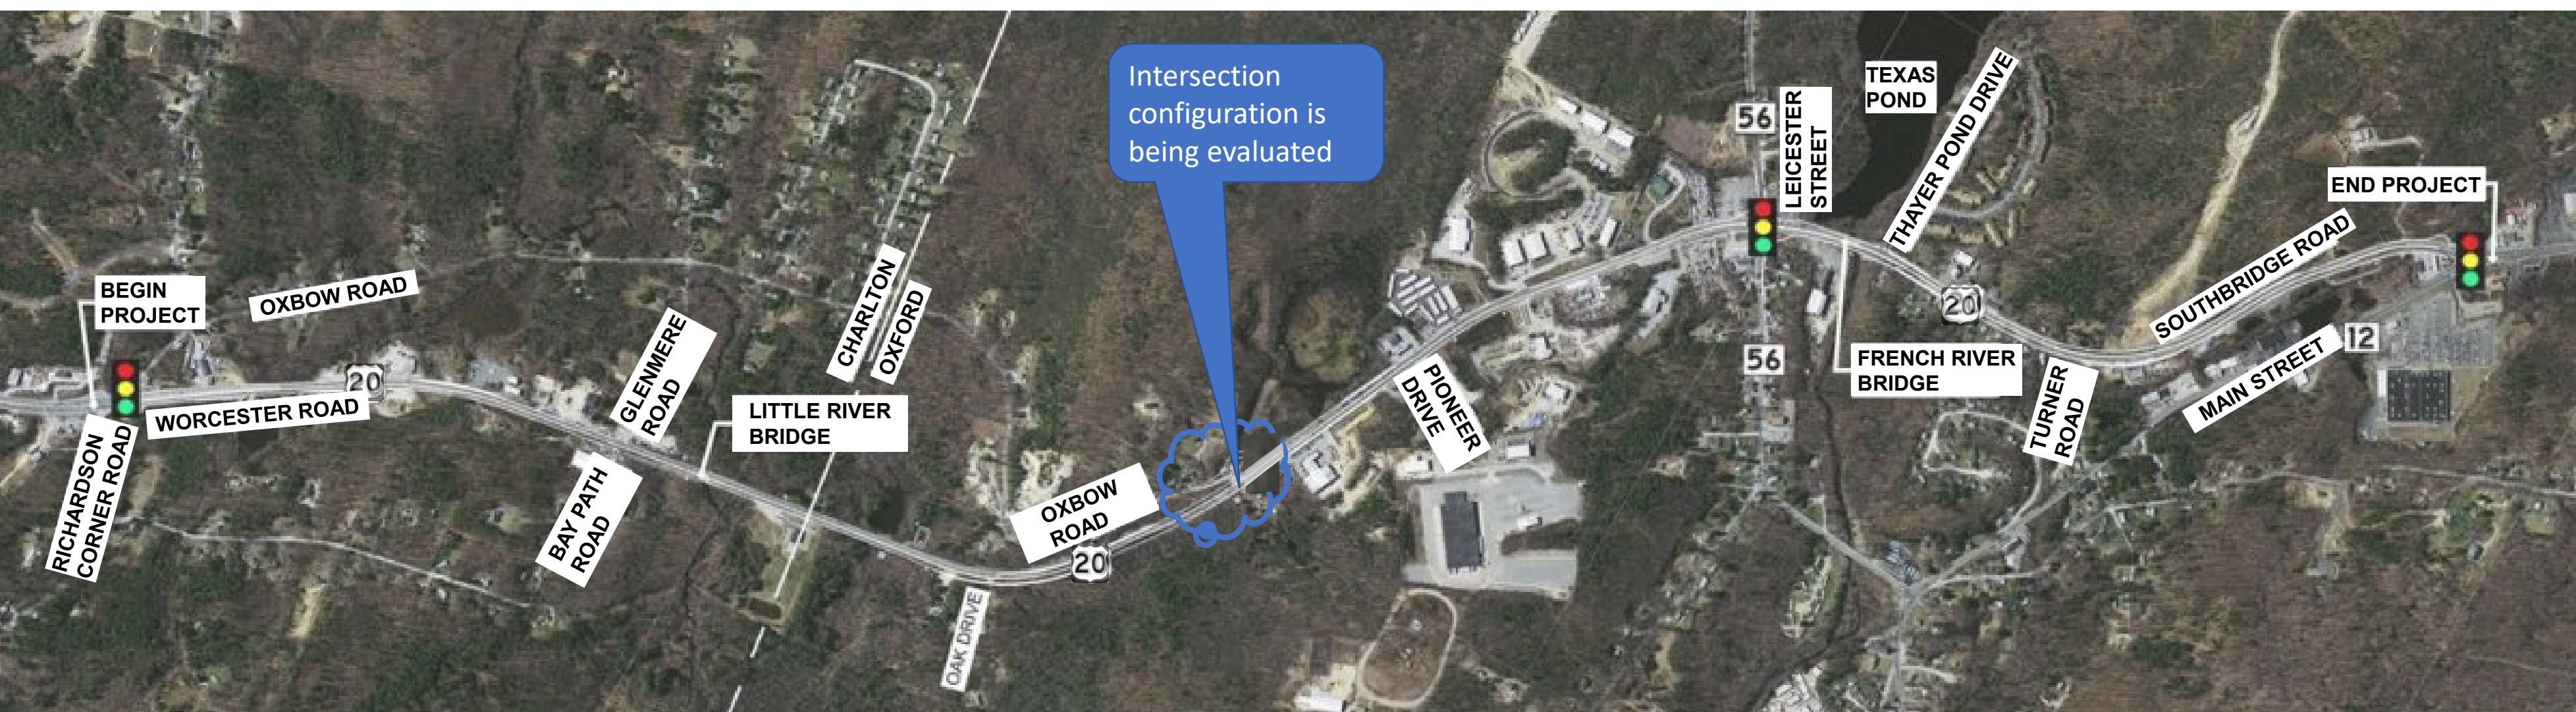 BEGIN
PROJECT
OXBOW ROAD
20
WORCESTER ROAD
RICHARDSON
CORNER ROAD
GLENMERE
ROAD
BAY PATH
ROAD
LITTLE RIVER
BRIDGE
CHARLTON
OXFORD
OAK DRIVE
OXBOW
ROAD
20
Intersection
configuration is
being evaluated
PIONEER
DRIVE
56
LEICESTER
STREET
56
TEXAS
POND
THAYER POND DRIVE
20
FRENCH RIVER
BRIDGE
TURNER
ROAD
SOUTHBRIDGE ROAD
MAIN STREET
12
END PROJECT